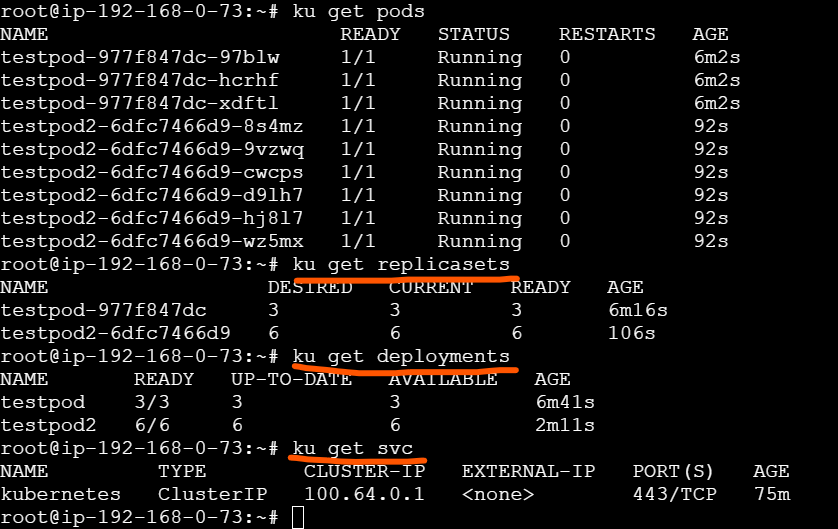 root@ip-192-168-0-73:~# ku get pods
NAME READY STATUS RESTARTS AGE
testpod-977f847dc-97blw 1/1 Running 0 6m2s
testpod-977f847dc-hcrhf 1/1 Running 0 6m2s
testpod-977f847dc-xdftl 1/1 Running 0 6m2s
testpod2-6dfc7466d9-8s4mz 1/1 Running 0 92s
testpod2-6dfc7466d9-9vzwq 1/1 Running 0 92s
testpod2-6dfc7466d9-cwcps 1/1 Running 0 92s
testpod2-6dfc7466d9-d9lh7 1/1 Running 0 92s
testpod2-6dfc7466d9-hj8l7 1/1 Running 0 92s
testpod2-6dfc7466d9-wz5mx 1/1 Running 0 92s
root@ip-192-168-0-73:~# ku get replicasets
NAME DESIRED CURRENT READY AGE
testpod-977f847dc 3 3 3 6m16s
testpod2-6dfc7466d9 6 6 6 106s
root@ip-192-168-0-73:~# ku get deployments
NAME READY UP-TO-DATE AVAILABLE AGE
testpod 3/3 3 3 6m41s
testpod2 6/6 6 6 2m11s
root@ip-192-168-0-73:~# ku get svc
NAME TYPE CLUSTER-IP EXTERNAL-IP PORT(S) AGE
kubernetes ClusterIP 100.64.0.1 <none> 443/TCP 75m
root@ip-192-168-0-73:~#